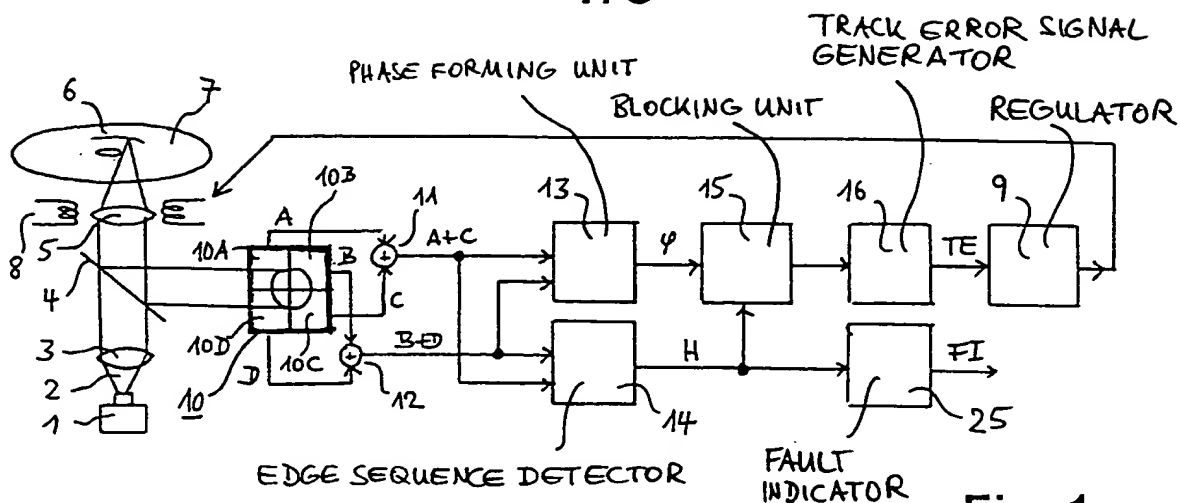 TRACK ERROR SIGNAL
GENERATOR
PHASE FORMING UNIT
BLOCKING UNIT
REGULATOR
6
7
8
5
4
3
2
1
10A
10B
10D
10C
10
A
B
C
D
11
A+C
12
B+D
13
φ
15
16
TE
9
14
H
25
FI
EDGE SEQUENCE DETECTOR
FAULT
INDICATOR